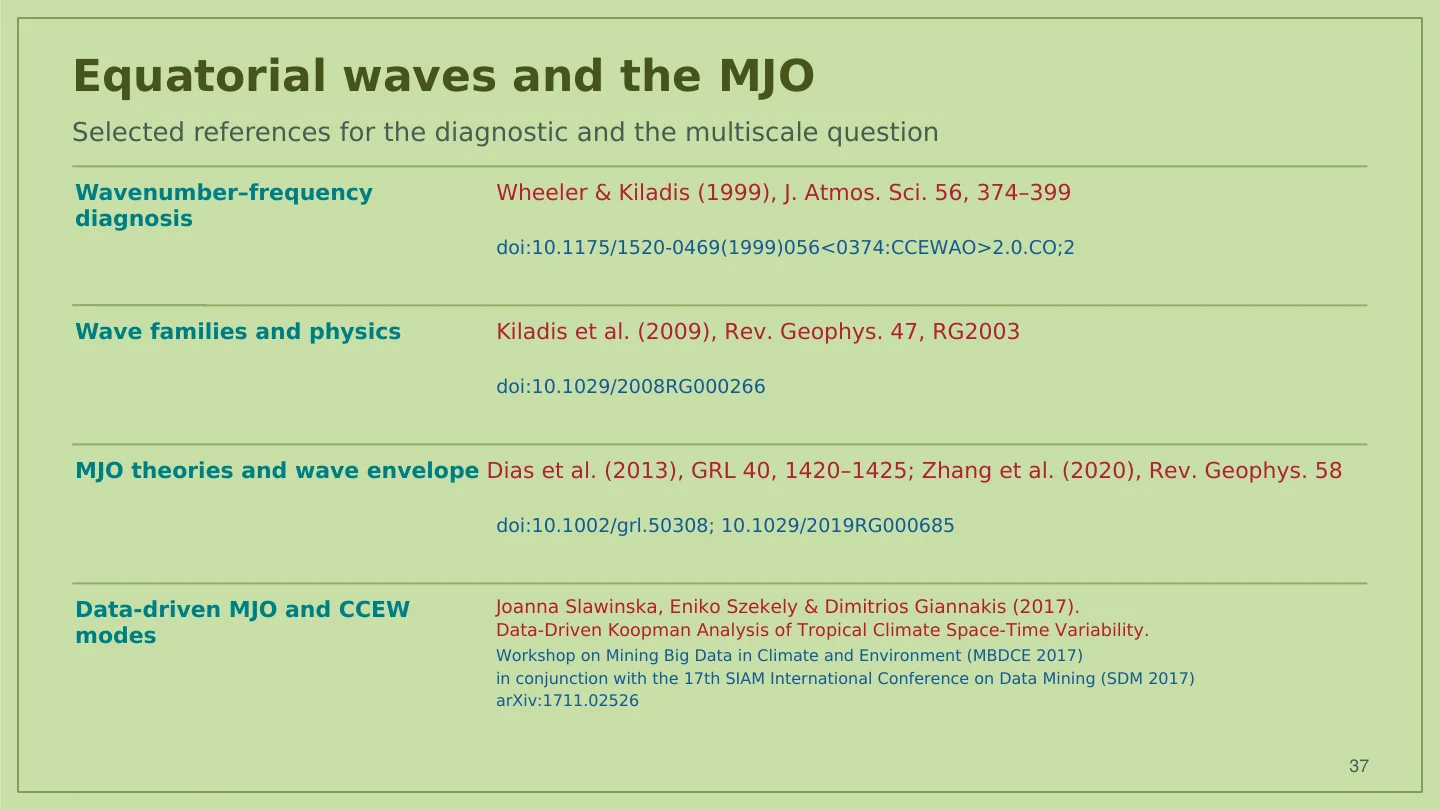 Equatorial waves and the MJO
Selected references for the diagnostic and the multiscale question
Wavenumber–frequency
diagnosis
Wheeler & Kiladis (1999), J. Atmos. Sci. 56, 374–399
doi:10.1175/1520-0469(1999)056<0374:CCEWAO>2.0.CO;2
Wave families and physics
Kiladis et al. (2009), Rev. Geophys. 47, RG2003
doi:10.1029/2008RG000266
MJO theories and wave envelope
Dias et al. (2013), GRL 40, 1420–1425; Zhang et al. (2020), Rev. Geophys. 58
doi:10.1002/grl.50308; 10.1029/2019RG000685
Data-driven MJO and CCEW
modes
Joanna Slawinska, Eniko Szekely & Dimitrios Giannakis (2017).
Data-Driven Koopman Analysis of Tropical Climate Space-Time Variability.
Workshop on Mining Big Data in Climate and Environment (MBDCE 2017)
in conjunction with the 17th SIAM International Conference on Data Mining (SDM 2017)
arXiv:1711.02526
37